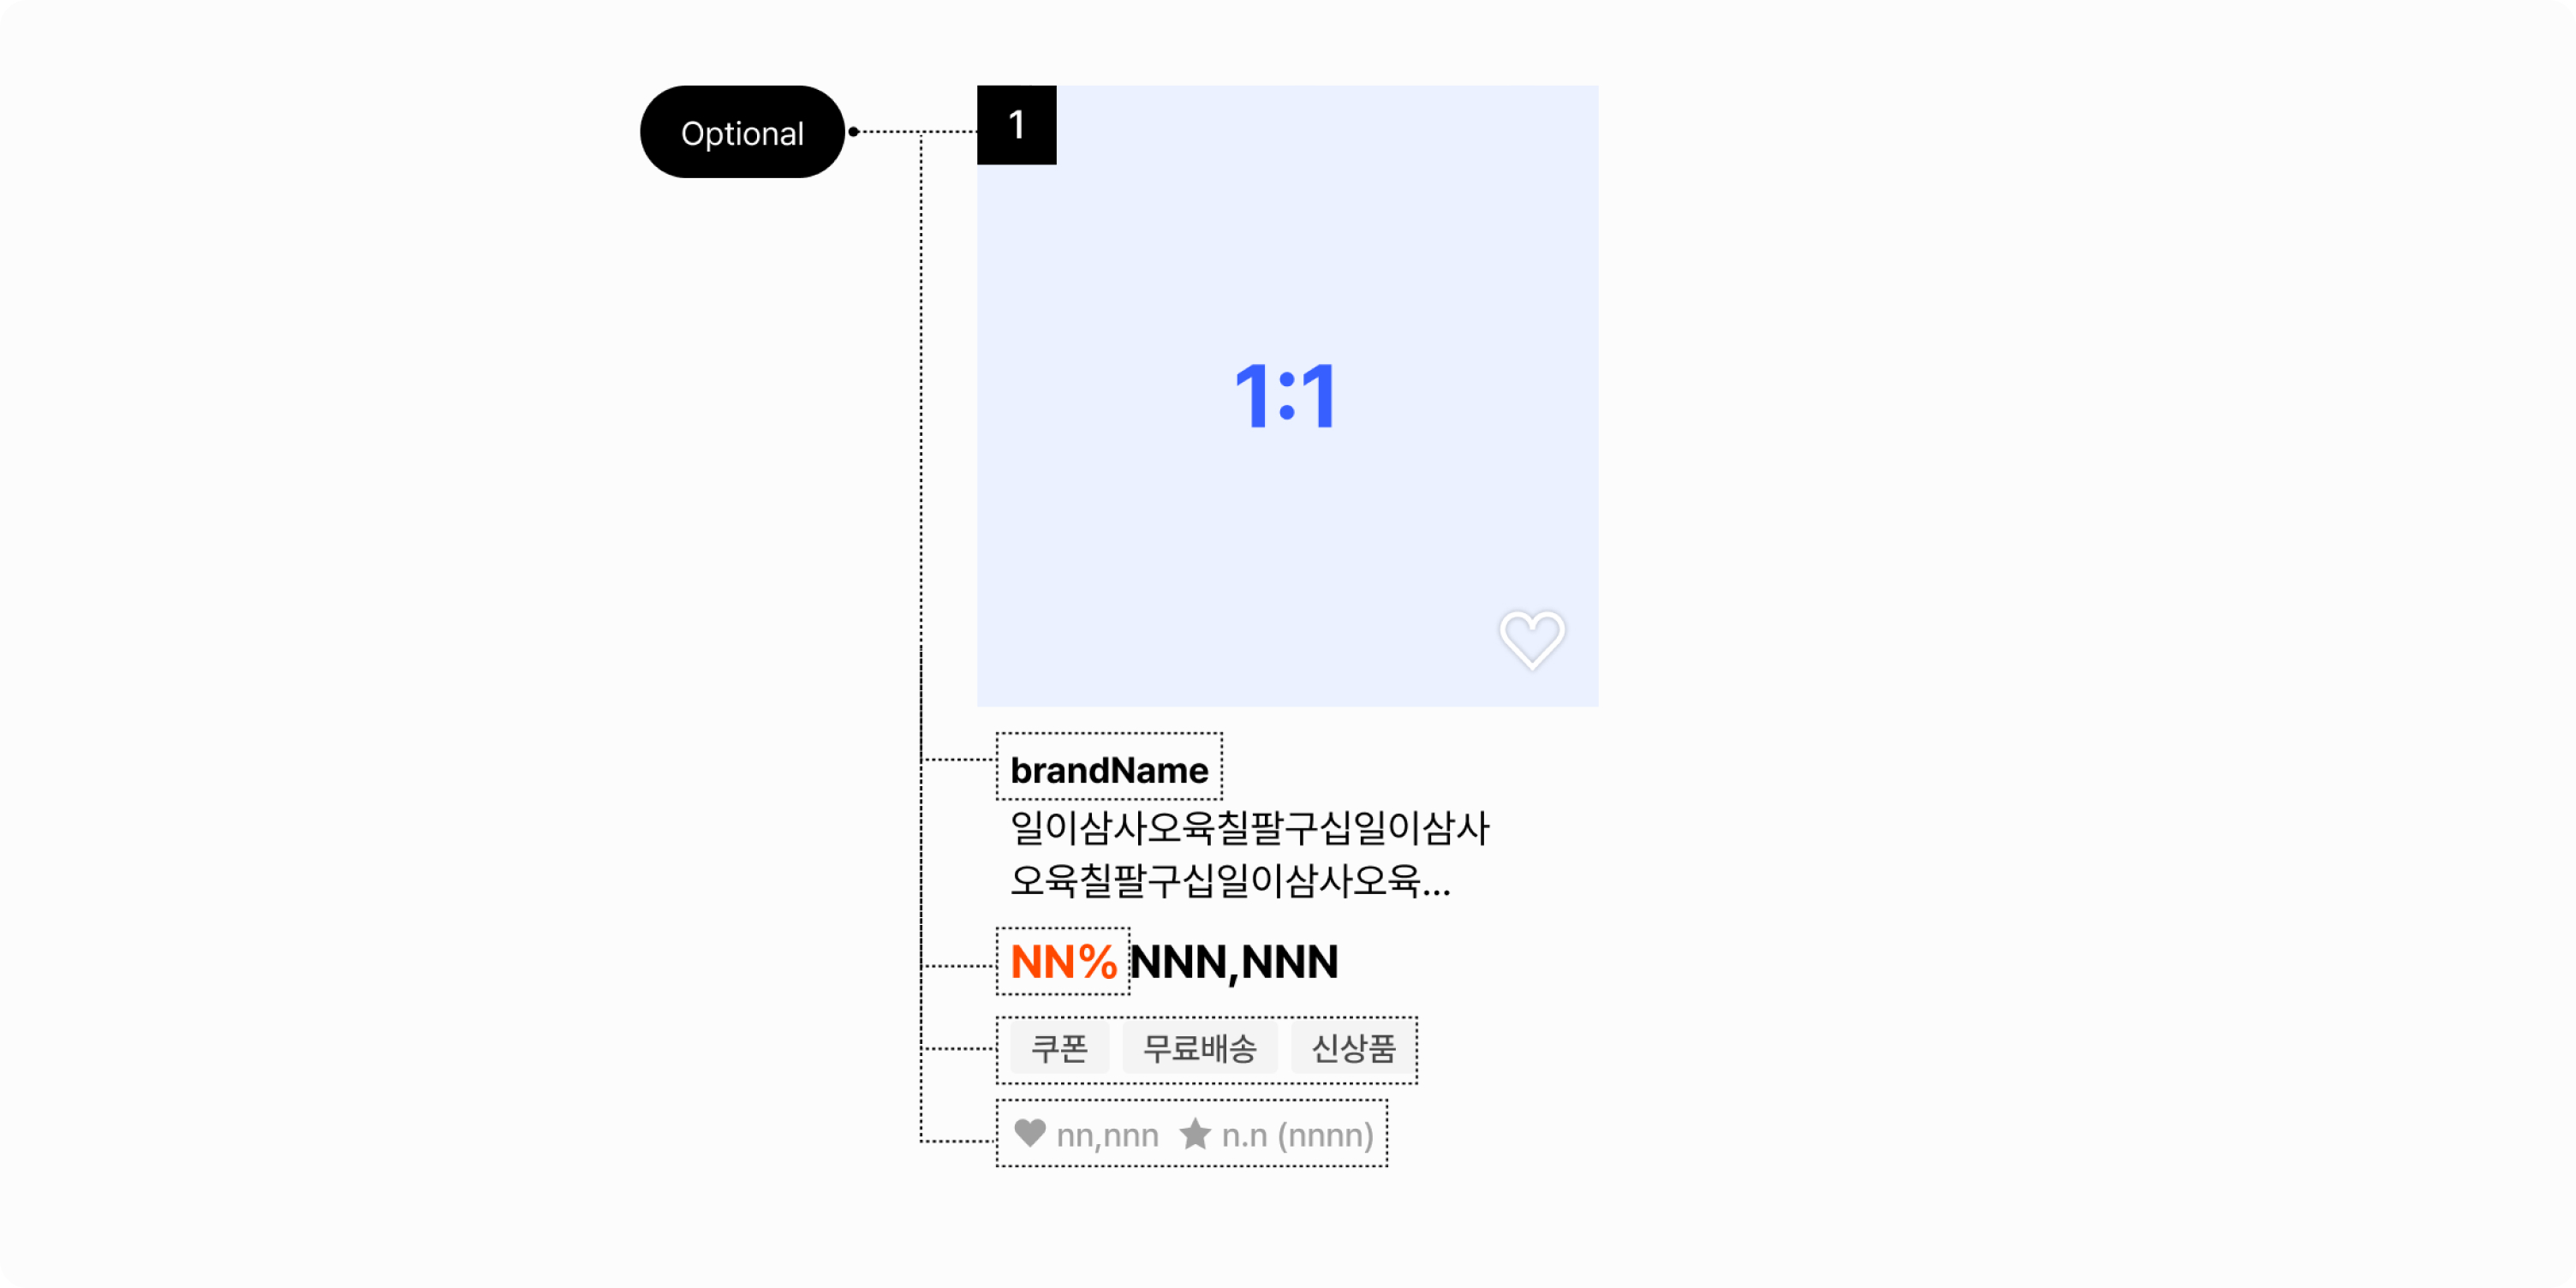 Optional
1
1:1
brandName
일이삼사오육칠팔구십일이삼사
오육칠팔구십일이삼사오육...
NN% NNN,NNN
쿠폰 무료배송 신상품
nn,nnn n.n (nnnn)